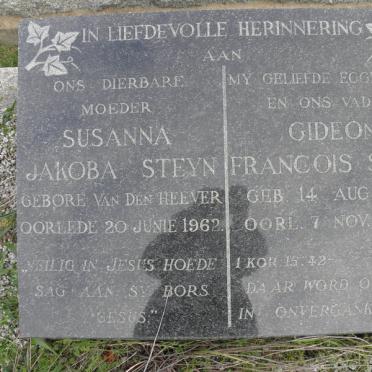 IN LIEFDEVOLLE HERINNERING
AAN
ONS DIERBARE
MOEDER
SUSANNA
JAKOBA STEYN
GEBORE VAN DEN HEEVER
OORLEDE 20 JUNIE 1962.
„VEILIG IN JESUS HOEDE
SAG AAN SY BORS
GESUS."
MY GELIEFDE EGG
EN ONS VAD
GIDEON
FRANCOIS S
GEB. 14 AUG
OORL. 7 NOV
1 KOR 15:42-
DAAR WORD O
IN ONVERGANK